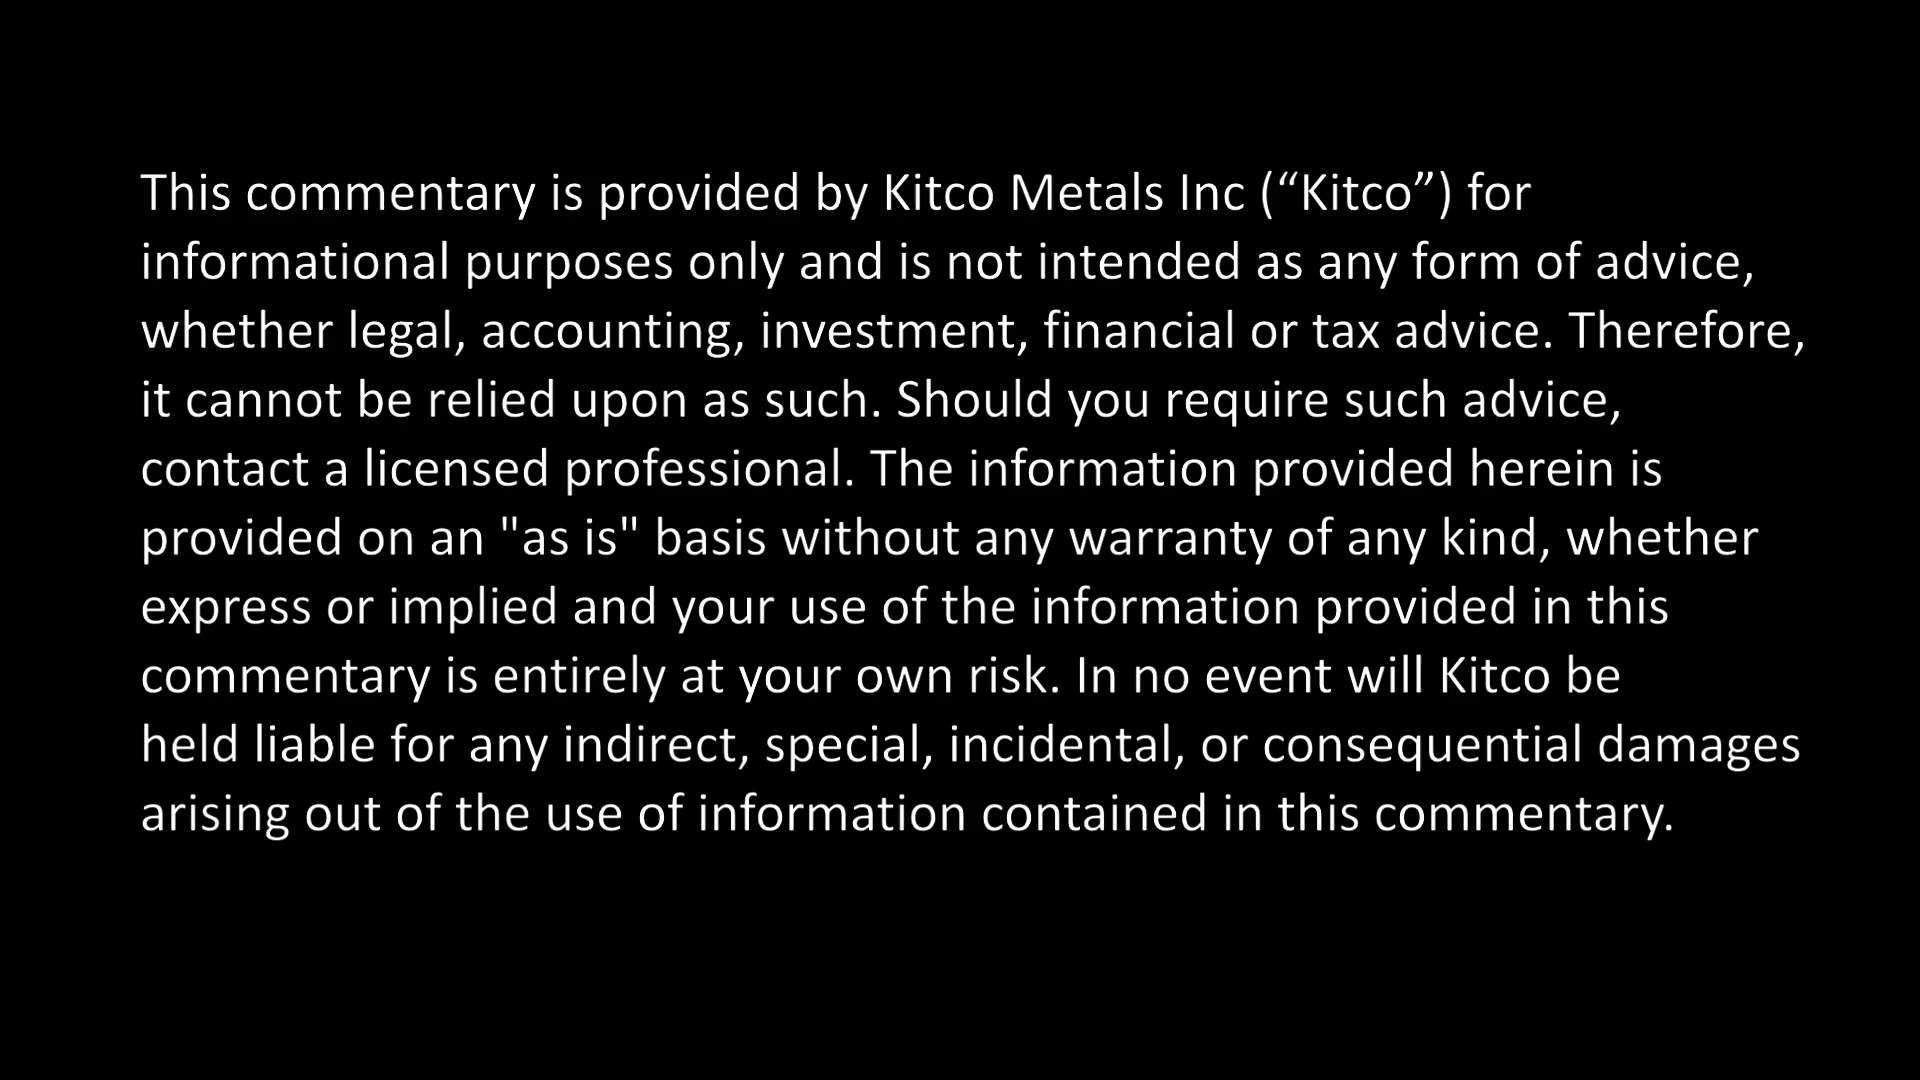 This commentary is provided by Kitco Metals Inc (“Kitco”) for
informational purposes only and is not intended as any form of advice,
whether legal, accounting, investment, financial or tax advice. Therefore,
it cannot be relied upon as such. Should you require such advice,
contact a licensed professional. The information provided herein is
provided on an "as is" basis without any warranty of any kind, whether
express or implied and your use of the information provided in this
commentary is entirely at your own risk. In no event will Kitco be
held liable for any indirect, special, incidental, or consequential damages
arising out of the use of information contained in this commentary.